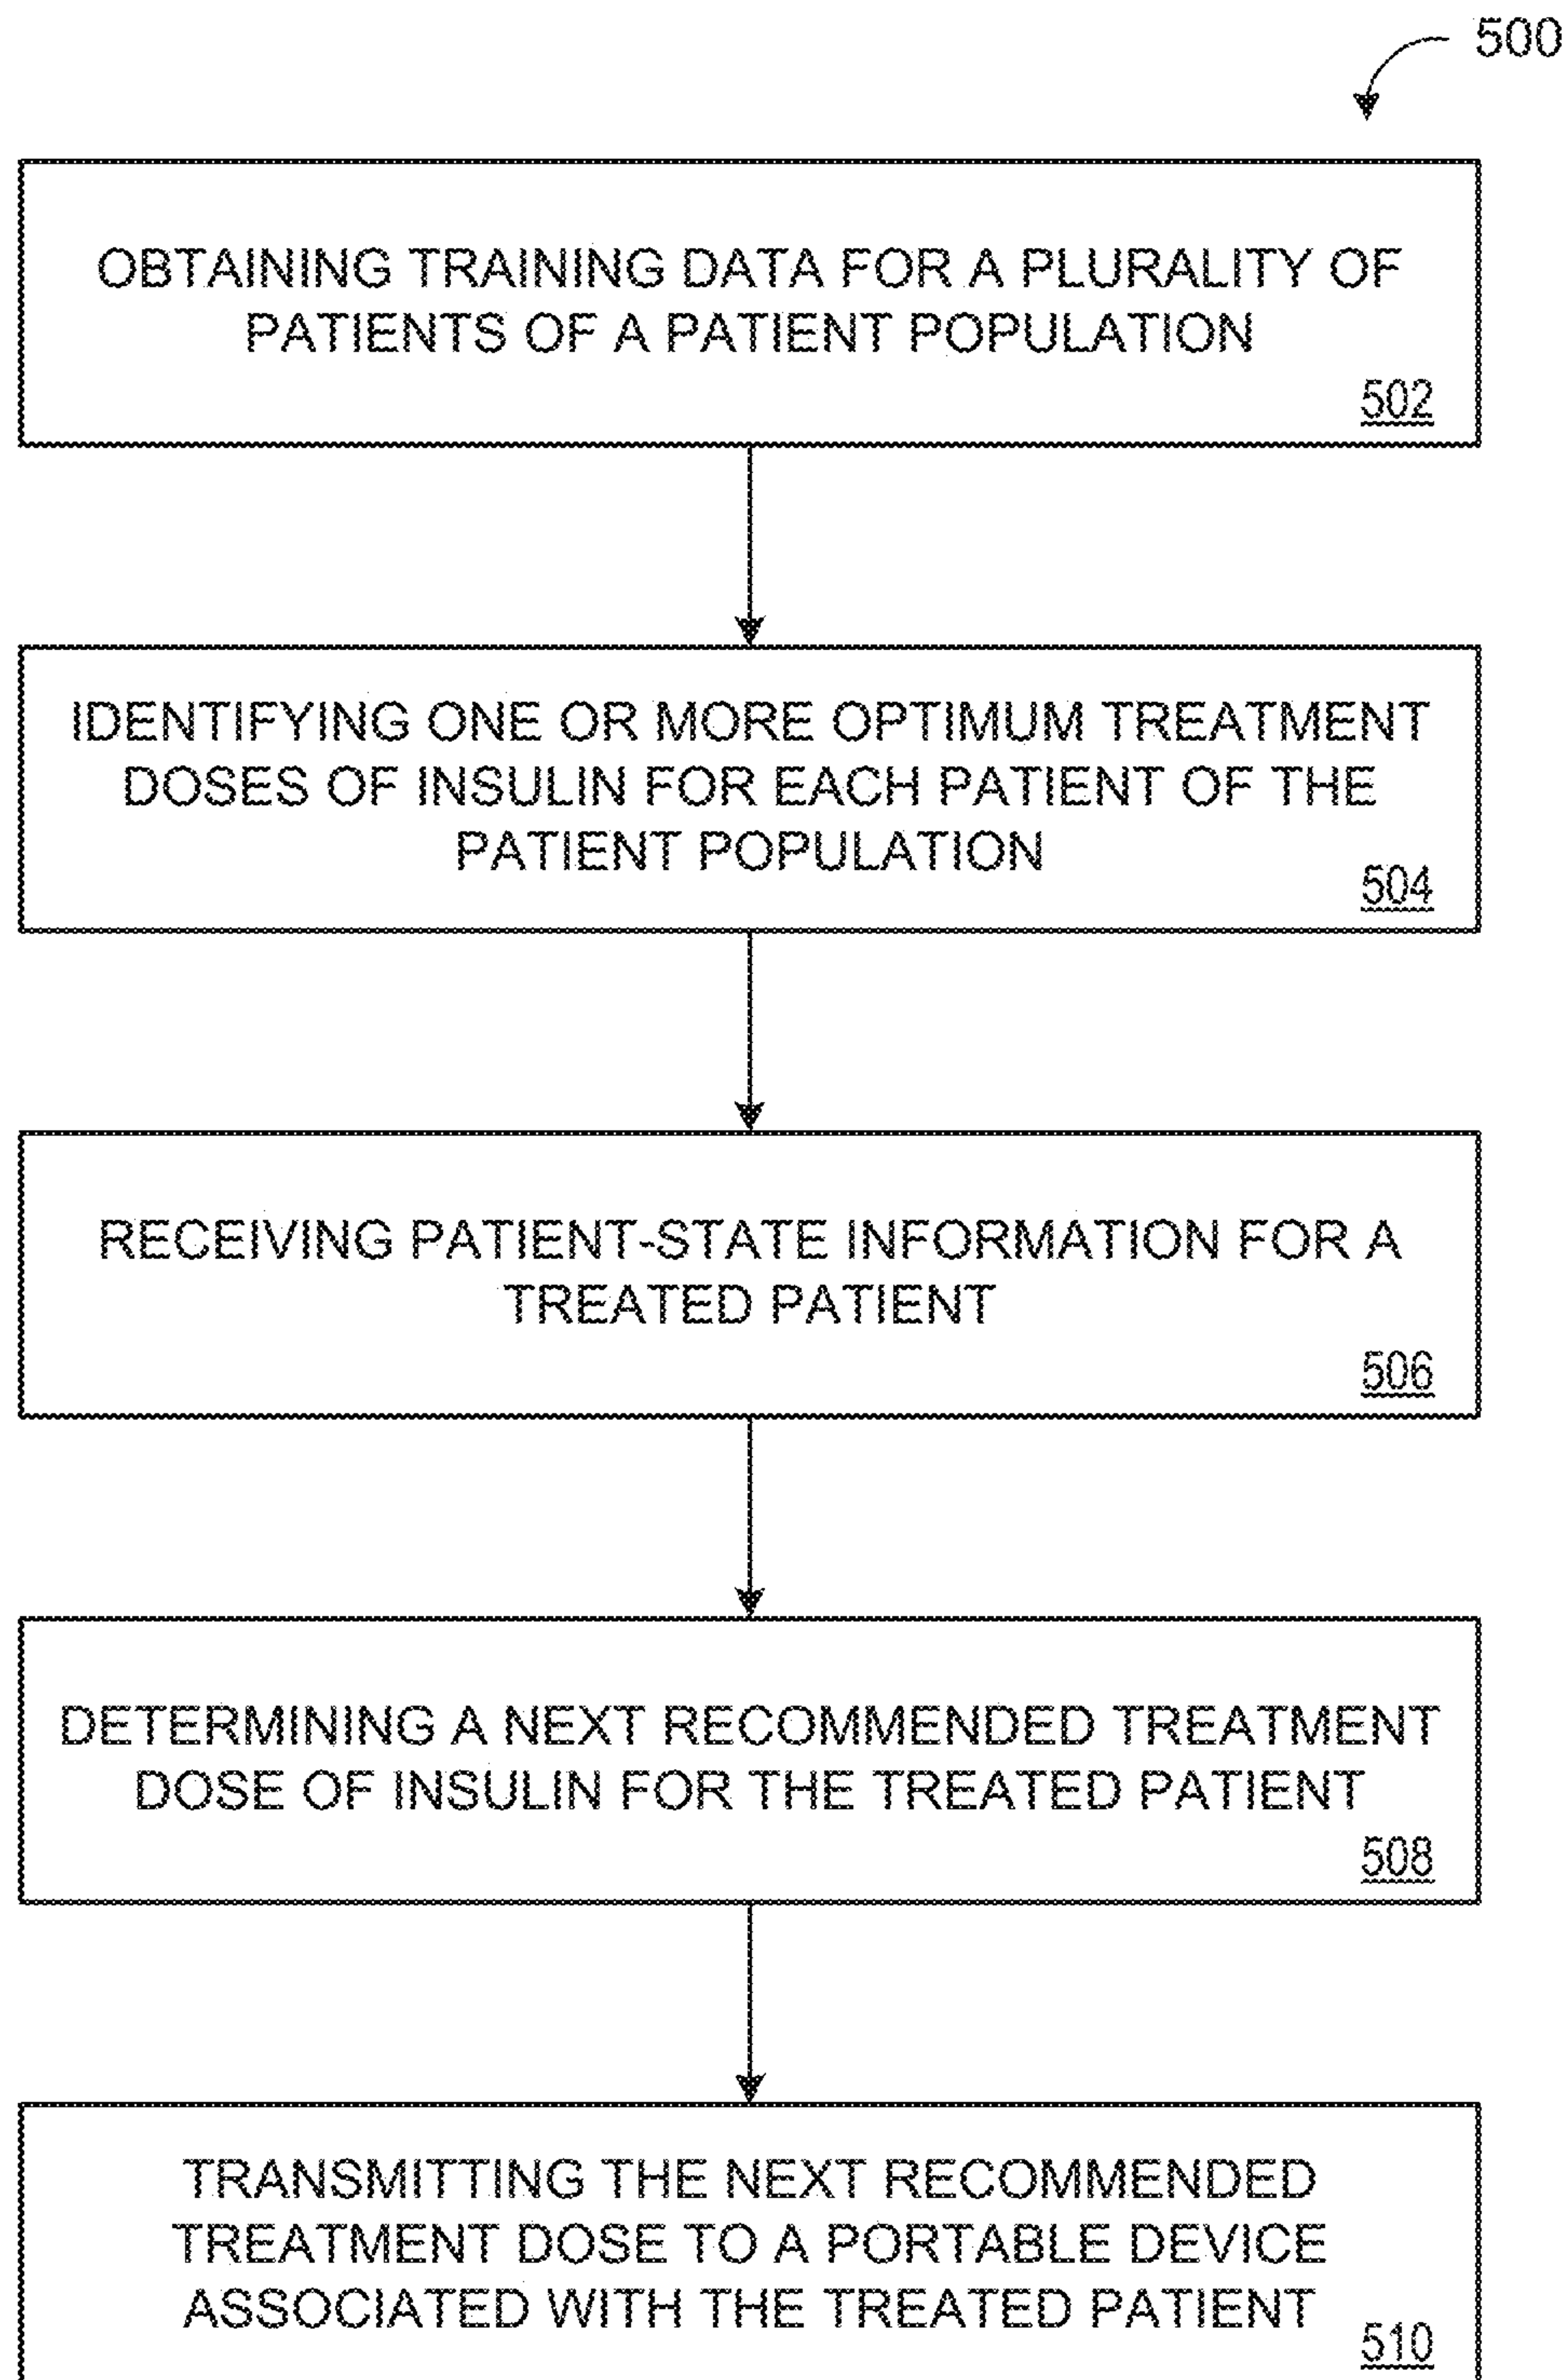 500
OBTAINING TRAINING DATA FOR A PLURALITY OF
PATIENTS OF A PATIENT POPULATION
502
IDENTIFYING ONE OR MORE OPTIMUM TREATMENT
DOSES OF INSULIN FOR EACH PATIENT OF THE
PATIENT POPULATION
504
RECEIVING PATIENT-STATE INFORMATION FOR A
TREATED PATIENT
506
DETERMINING A NEXT RECOMMENDED TREATMENT
DOSE OF INSULIN FOR THE TREATED PATIENT
508
TRANSMITTING THE NEXT RECOMMENDED
TREATMENT DOSE TO A PORTABLE DEVICE
ASSOCIATED WITH THE TREATED PATIENT
510